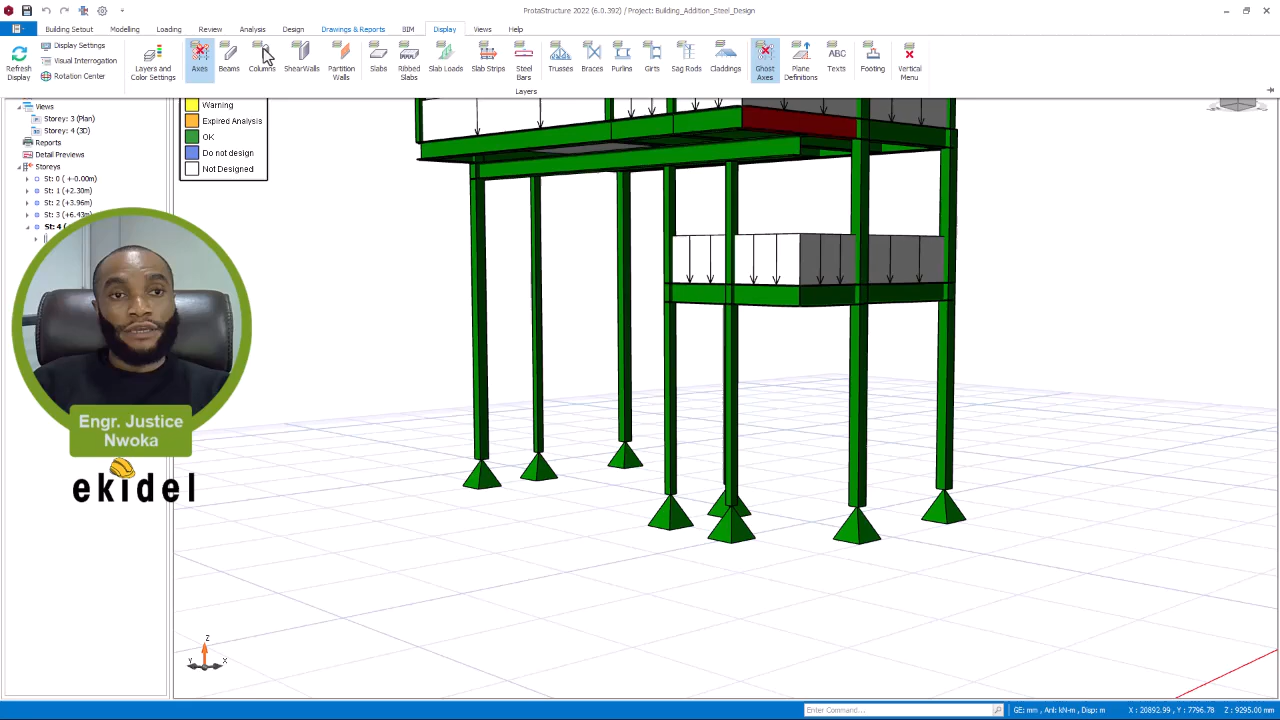 ProtaStructure 2022 (6.0.392) / Project: Building_Addition_Steel_Design
Building Setout
Modelling
Loading
Review
Analysis
Design
Drawings & Reports
BIM
Display
Views
Help
Refresh Display
Display Settings
Visual Interrogation
Rotation Center
Layers and Color Settings
Axes
Beams
Columns
ShearWalls
Partition Walls
Slabs
Ribbed Slabs
Slab Loads
Slab Strips
Steel Bars
Trusses
Braces
Purlins
Girts
Sag Rods
Claddings
Ghost Axes
Plane Definitions
ABC
Texts
Footing
Vertical Menu
Layers
Views
Storey: 3 (Plan)
Storey: 4 (3D)
Reports
Detail Previews
Storeys
St: 0 ( +-0.00m)
St: 1 (+2.30m)
St: 2 (+3.96m)
St: 3 (+6.43m)
St: 4
Warning
Expired Analysis
OK
Do not design
Not Designed
Engr. Justice
Nwoka
ekidel
Z
Y
X
Enter Command...
GE: mm , Anl: kN-m , Disp: m
X : 20892.99 , Y : 7796.78
Z : 9295.00 mm